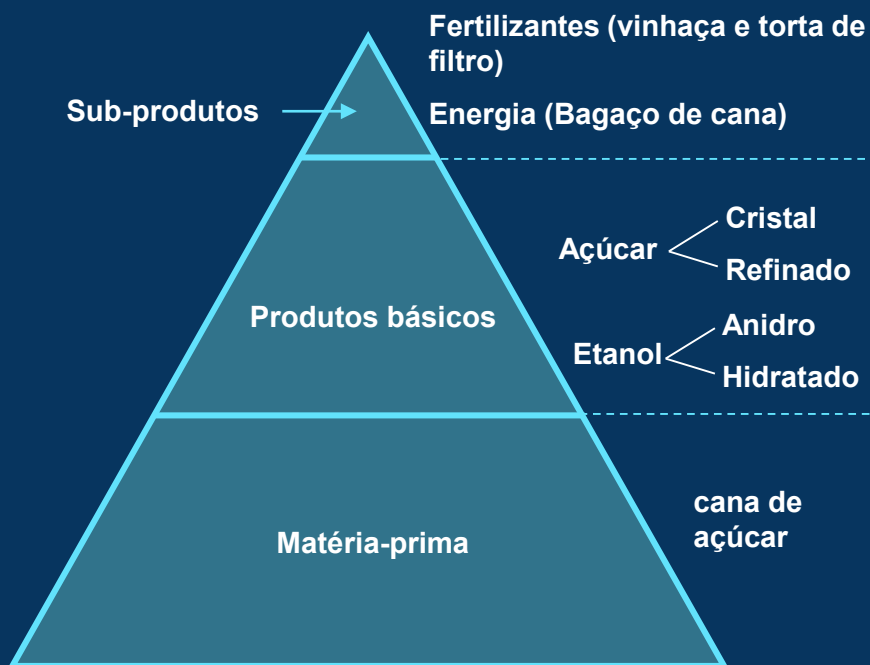 Fertilizantes (vinhaça e torta de
filtro)
Sub-produtos
Energia (Bagaço de cana)
Cristal
Açúcar
Refinado
Produtos básicos
Anidro
Etanol
Hidratado
cana de
açúcar
Matéria-prima